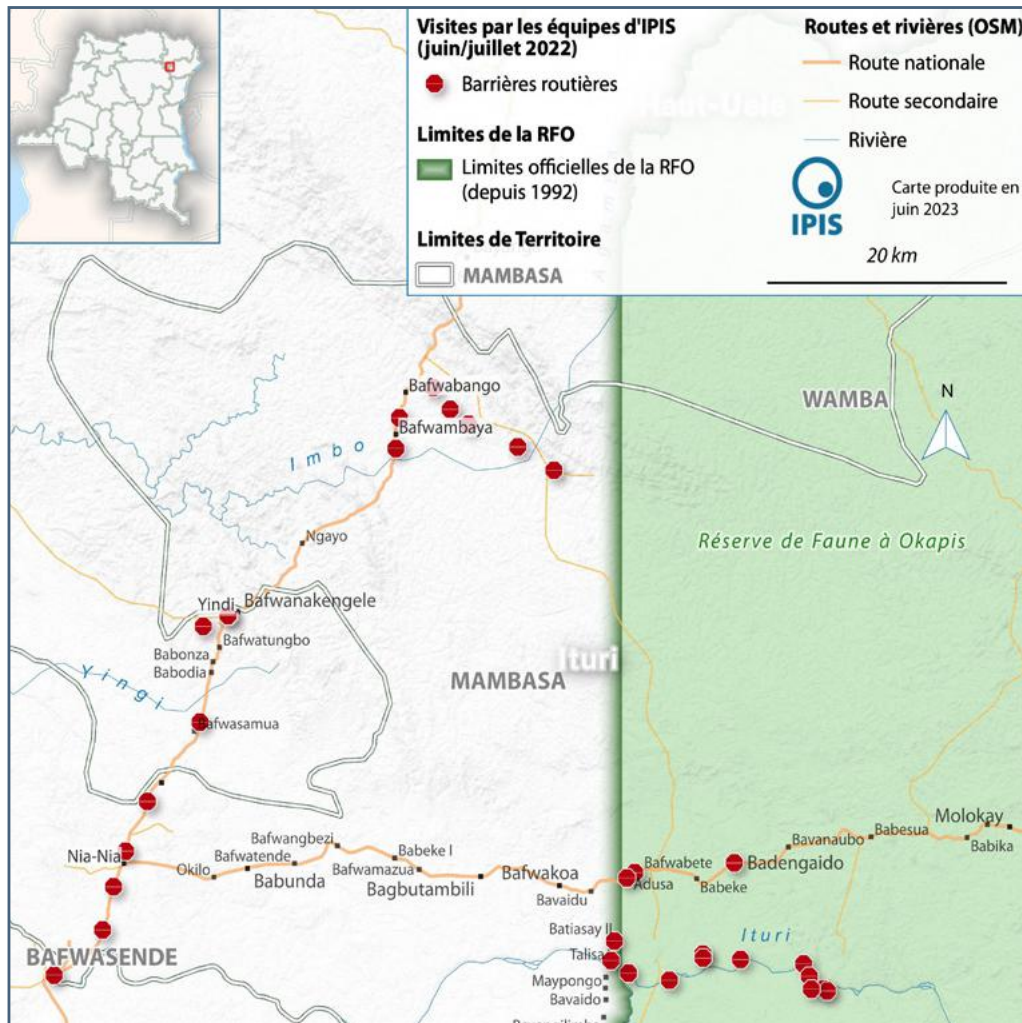 Visites par les équipes d'IPIS
(juin/juillet 2022)
Barrières routières
Limites de la RFO
Limites officielles de la RFO
(depuis 1992)
Limites de Territoire
MAMBASA
Routes et rivières (OSM)
Route nationale
Route secondaire
Rivière
IPIS
Carte produite en
juin 2023
20 km
Haut-Uele
N
WAMBA
Bafwabango
Bafwambaya
Imbo
Ngayo
Réserve de Faune à Okapis
Yindi
Bafwanakengele
Bafwatungbo
Babonza
Babodia
Ituri
MAMBASA
Yingi
Bafwasamua
Molokay
Babesua
Babika
Bavanaubo
Bafwangbezi
Nia-Nia
Okilo
Bafwatende
Babunda
Babeke I
Bafwamazua
Bagbutambili
Bafwakoa
Bavaidu
Bafwabete
Adusa
Badengaido
Babeke
Batiasay II
Ituri
BAFWASENDE
Talisa
Maypongo
Bavaido